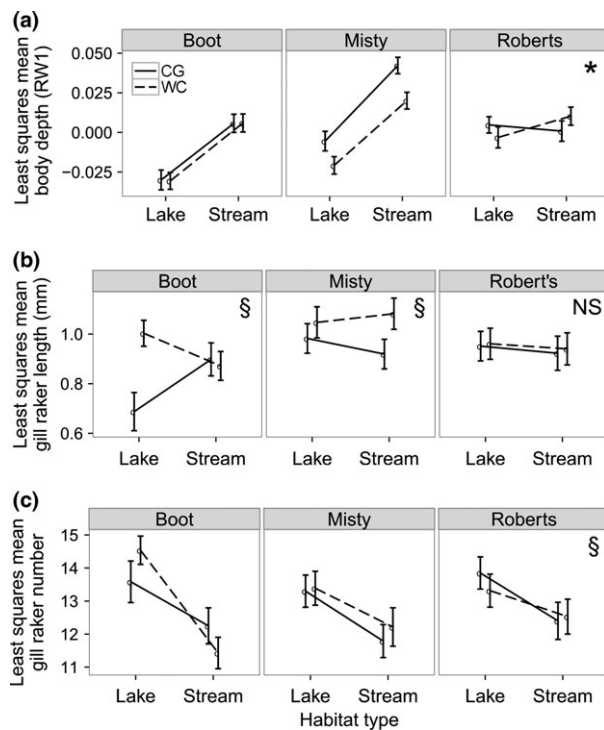 (a)
Boot Misty Roberts
Least squares mean
body depth (RW1)
0.050
0.025
0.000
−0.025
CG
WC
*
Lake Stream Lake Stream Lake Stream
(b)
Boot Misty Robert's
Least squares mean
gill raker length (mm)
1.0
0.8
0.6
§ § NS
Lake Stream Lake Stream Lake Stream
(c)
Boot Misty Roberts
Least squares mean
gill raker number
15
14
13
12
11
§
Lake Stream Lake Stream Lake Stream
Habitat type